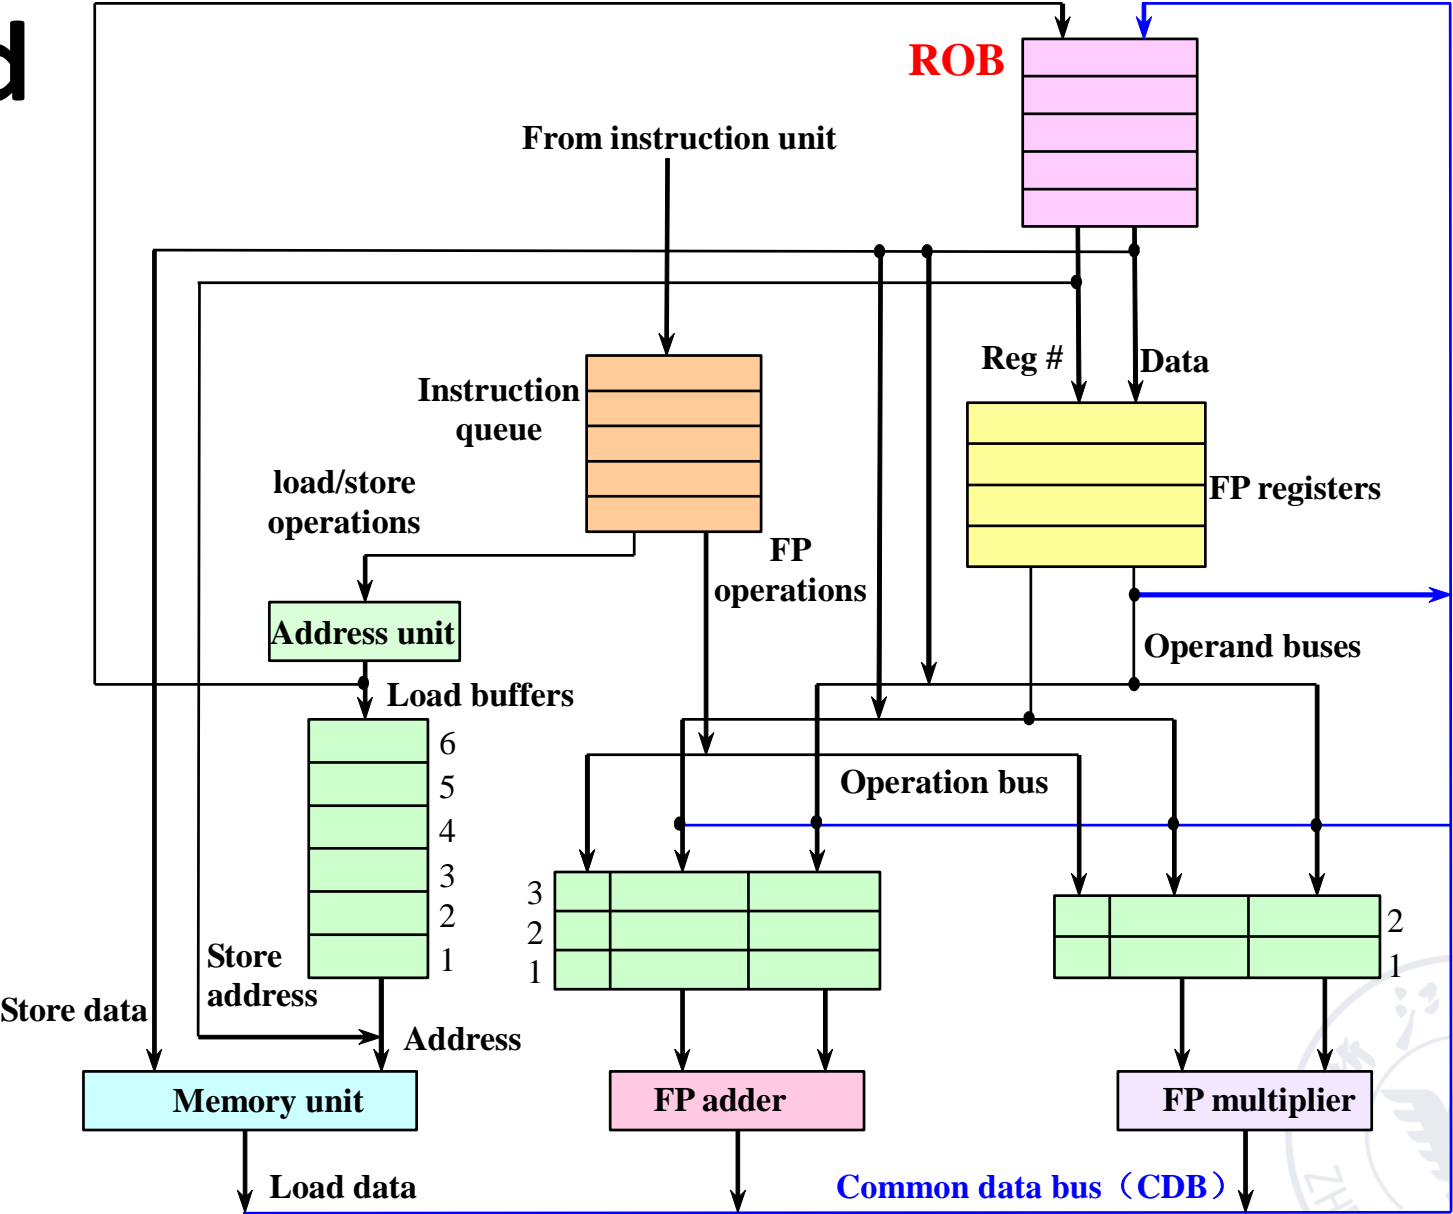 d
ROB
From instruction unit
Reg #
Data
Instruction
queue
load/store
operations
FP registers
FP
operations
Address unit
Operand buses
Load buffers
6
5
4
3
2
1
Operation bus
3
2
1
2
1
Store
address
Store data
Address
Memory unit
FP adder
FP multiplier
Load data
Common data bus（CDB）